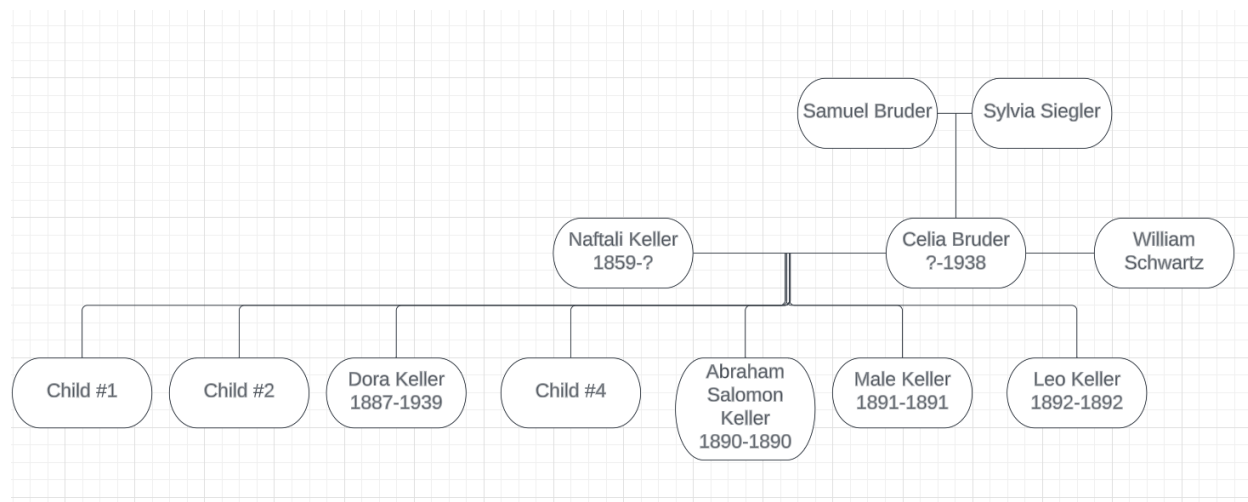 Samuel Bruder
Sylvia Siegler
Naftali Keller
1859-?
Celia Bruder
?-1938
William
Schwartz
Child #1
Child #2
Dora Keller
1887-1939
Child #4
Abraham
Salomon
Keller
1890-1890
Male Keller
1891-1891
Leo Keller
1892-1892